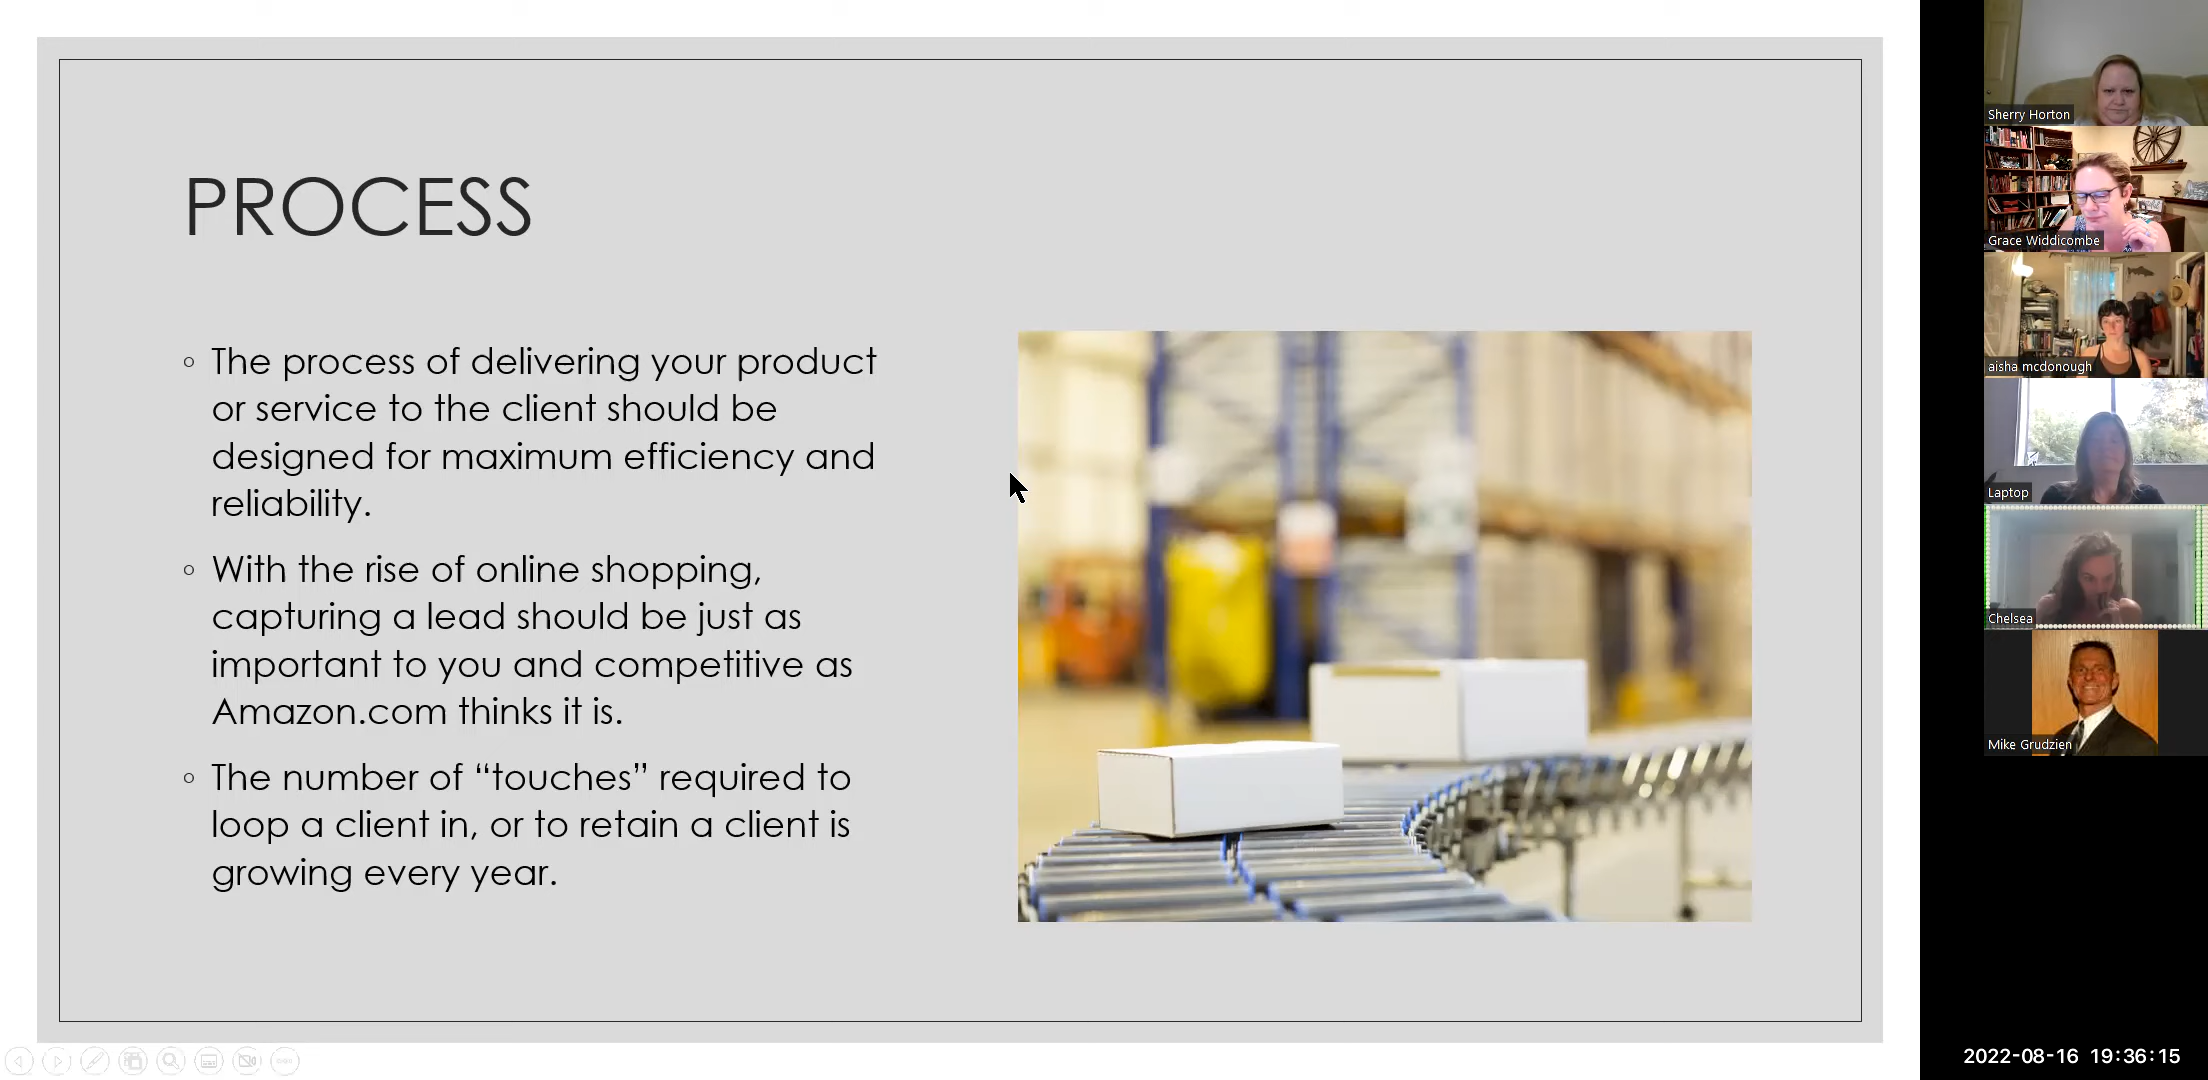 PROCESS
◦ The process of delivering your product
or service to the client should be
designed for maximum efficiency and
reliability.
◦ With the rise of online shopping,
capturing a lead should be just as
important to you and competitive as
Amazon.com thinks it is.
◦ The number of “touches” required to
loop a client in, or to retain a client is
growing every year.
Sherry Horton
Grace Widdicombe
aisha mcdonough
Laptop
Chelsea
Mike Grudzien
2022-08-16 19:36:15